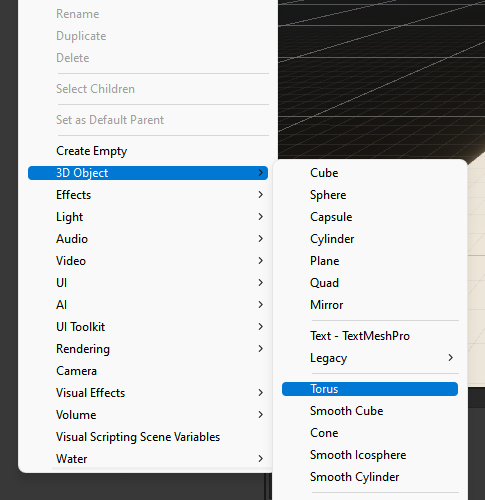 Rename
Duplicate
Delete
Select Children
Set as Default Parent
Create Empty
3D Object
Effects
Light
Audio
Video
UI
AI
UI Toolkit
Rendering
Camera
Visual Effects
Volume
Visual Scripting Scene Variables
Water
Cube
Sphere
Capsule
Cylinder
Plane
Quad
Mirror
Text - TextMeshPro
Legacy
Torus
Smooth Cube
Cone
Smooth Icosphere
Smooth Cylinder